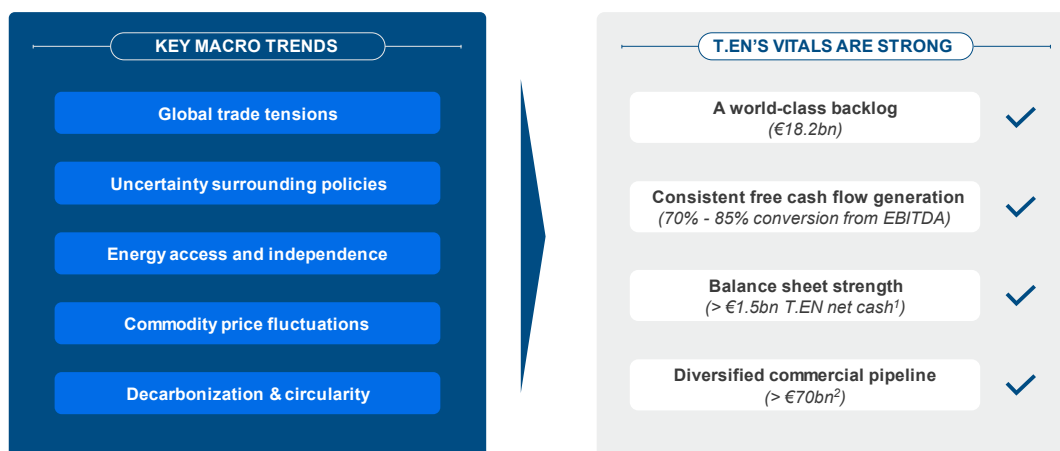 KEY MACRO TRENDS
Global trade tensions
Uncertainty surrounding policies
Energy access and independence
Commodity price fluctuations
Decarbonization & circularity
T.EN'S VITALS ARE STRONG
A world-class backlog
(€18.2bn)
Consistent free cash flow generation
(70% - 85% conversion from EBITDA)
Balance sheet strength
(> €1.5bn T.EN net cash¹)
Diversified commercial pipeline
(> €70bn²)